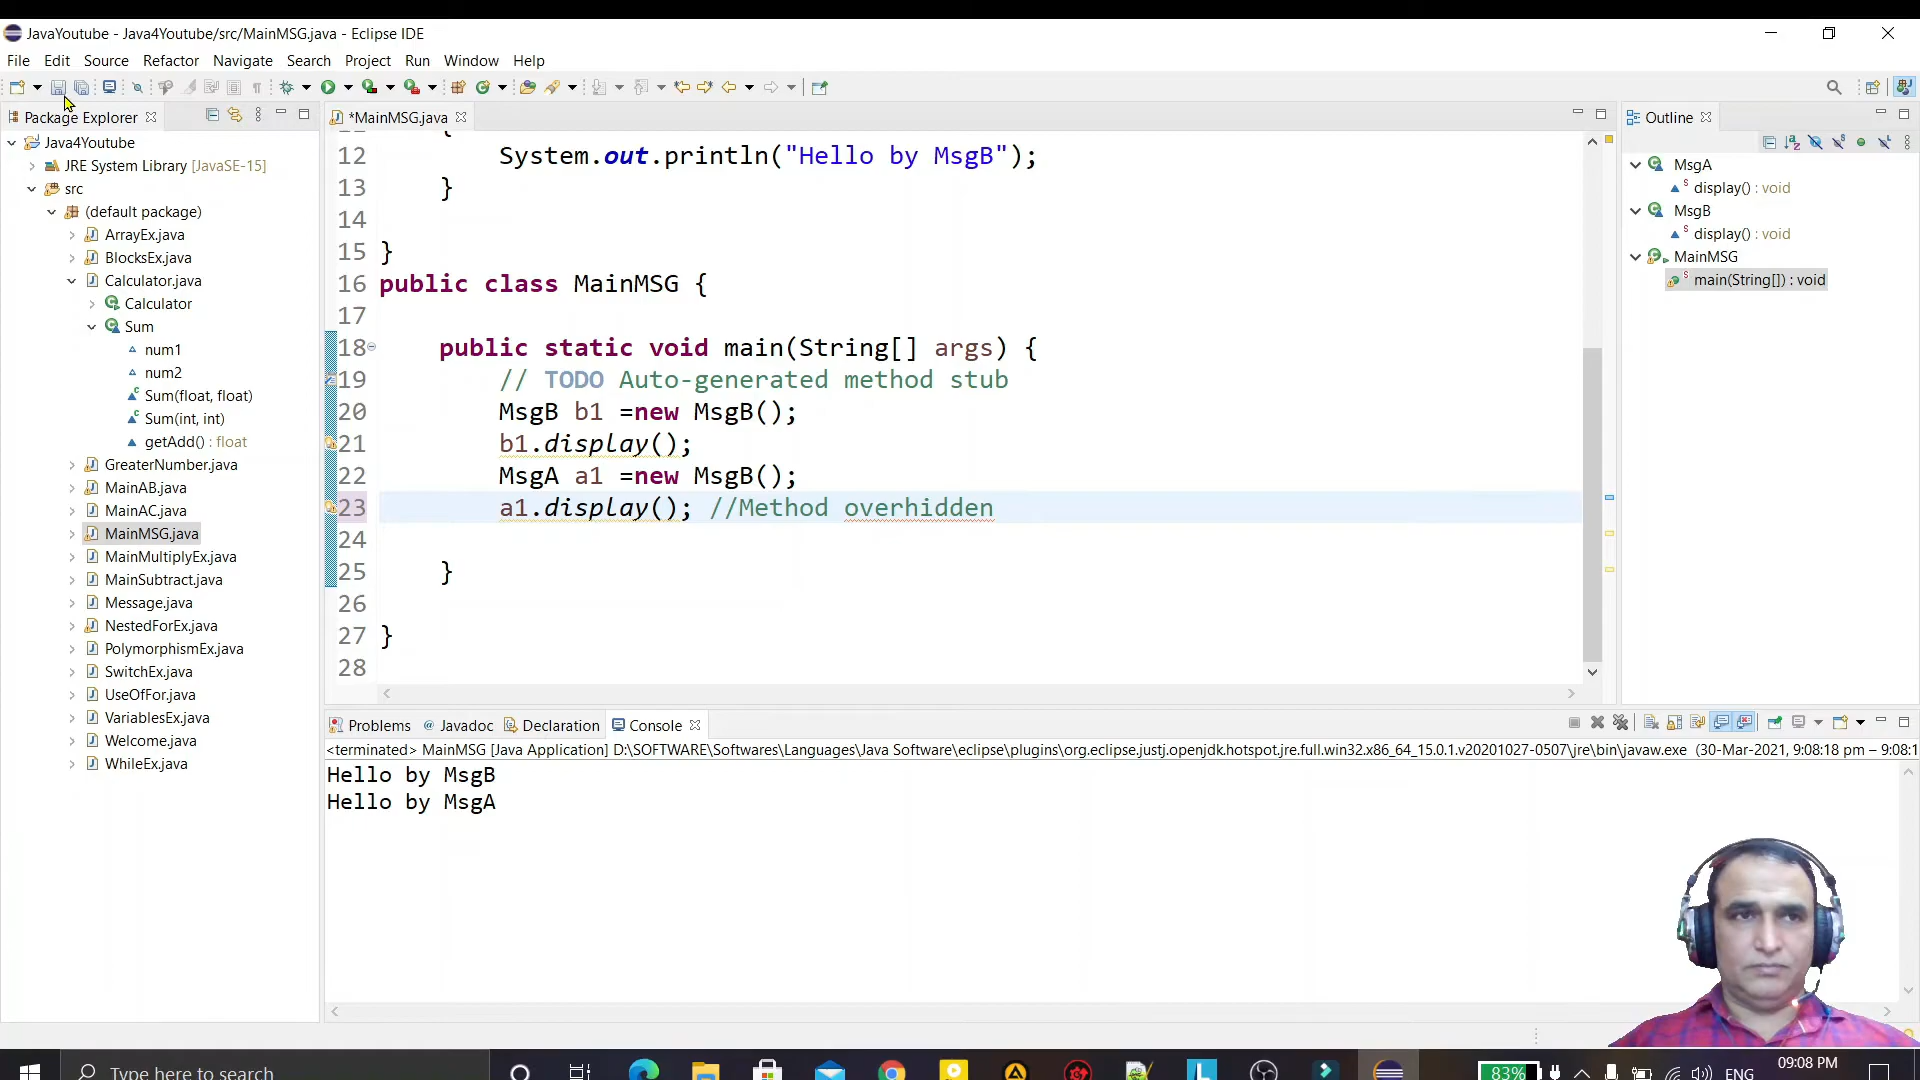 JavaYoutube - Java4Youtube/src/MainMSG.java - Eclipse IDE
File Edit Source Refactor Navigate Search Project Run Window Help
Package Explorer
Java4Youtube
JRE System Library [JavaSE-15]
src
(default package)
ArrayEx.java
BlocksEx.java
Calculator.java
Calculator
Sum
num1
num2
Sum(float, float)
Sum(int, int)
getAdd() : float
GreaterNumber.java
MainAB.java
MainAC.java
MainMSG.java
MainMultiplyEx.java
MainSubtract.java
Message.java
NestedForEx.java
PolymorphismEx.java
SwitchEx.java
UseOfFor.java
VariablesEx.java
Welcome.java
WhileEx.java
*MainMSG.java
{
12 System.out.println("Hello by MsgB");
13 }
14
15 }
16 public class MainMSG {
17
18 public static void main(String[] args) {
19 // TODO Auto-generated method stub
20 MsgB b1 =new MsgB();
21 b1.display();
22 MsgA a1 =new MsgB();
23 a1.display(); //Method overhidden
24
25 }
26
27 }
28
Outline
MsgA
display() : void
MsgB
display() : void
MainMSG
main(String[]) : void
Problems @ Javadoc Declaration Console
<terminated> MainMSG [Java Application] D:\SOFTWARE\Softwares\Languages\Java Software\eclipse\plugins\org.eclipse.justj.openjdk.hotspot.jre.full.win32.x86_64_15.0.1.v20201027-0507\jre\bin\javaw.exe (30-Mar-2021, 9:08:18 pm – 9:08:1
Hello by MsgB
Hello by MsgA
Type here to search
83%
ENG
09:08 PM